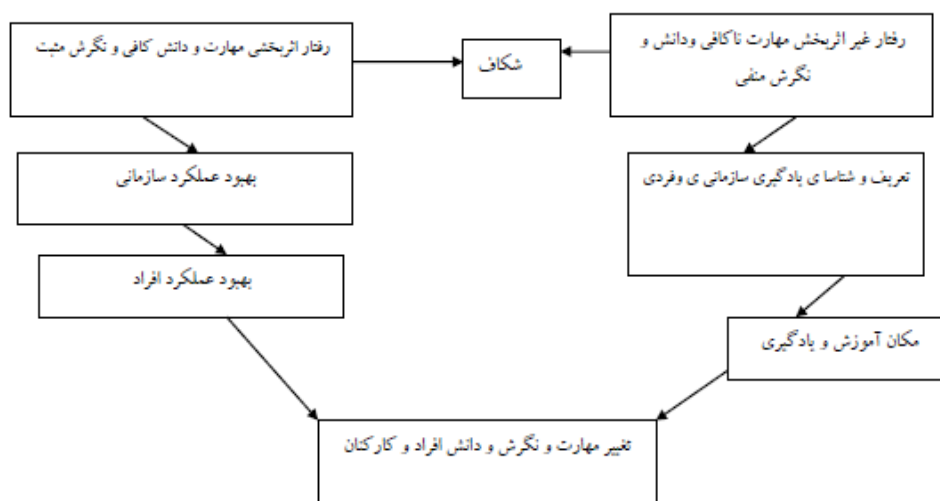 رفتار غیر اثربخش مهارت ناکافی ودانش و
نگرش منفی
شکاف
رفتار اثربخشی مهارت و دانش کافی و نگرش مثبت
تعریف و شناسا ی یادگیری سازمانی ی وفردی
بهبود عملکرد سازمانی
بهبود عملکرد افراد
مکان آموزش و یادگیری
تغییر مهارت و نگرش و دانش افراد و کارکنان